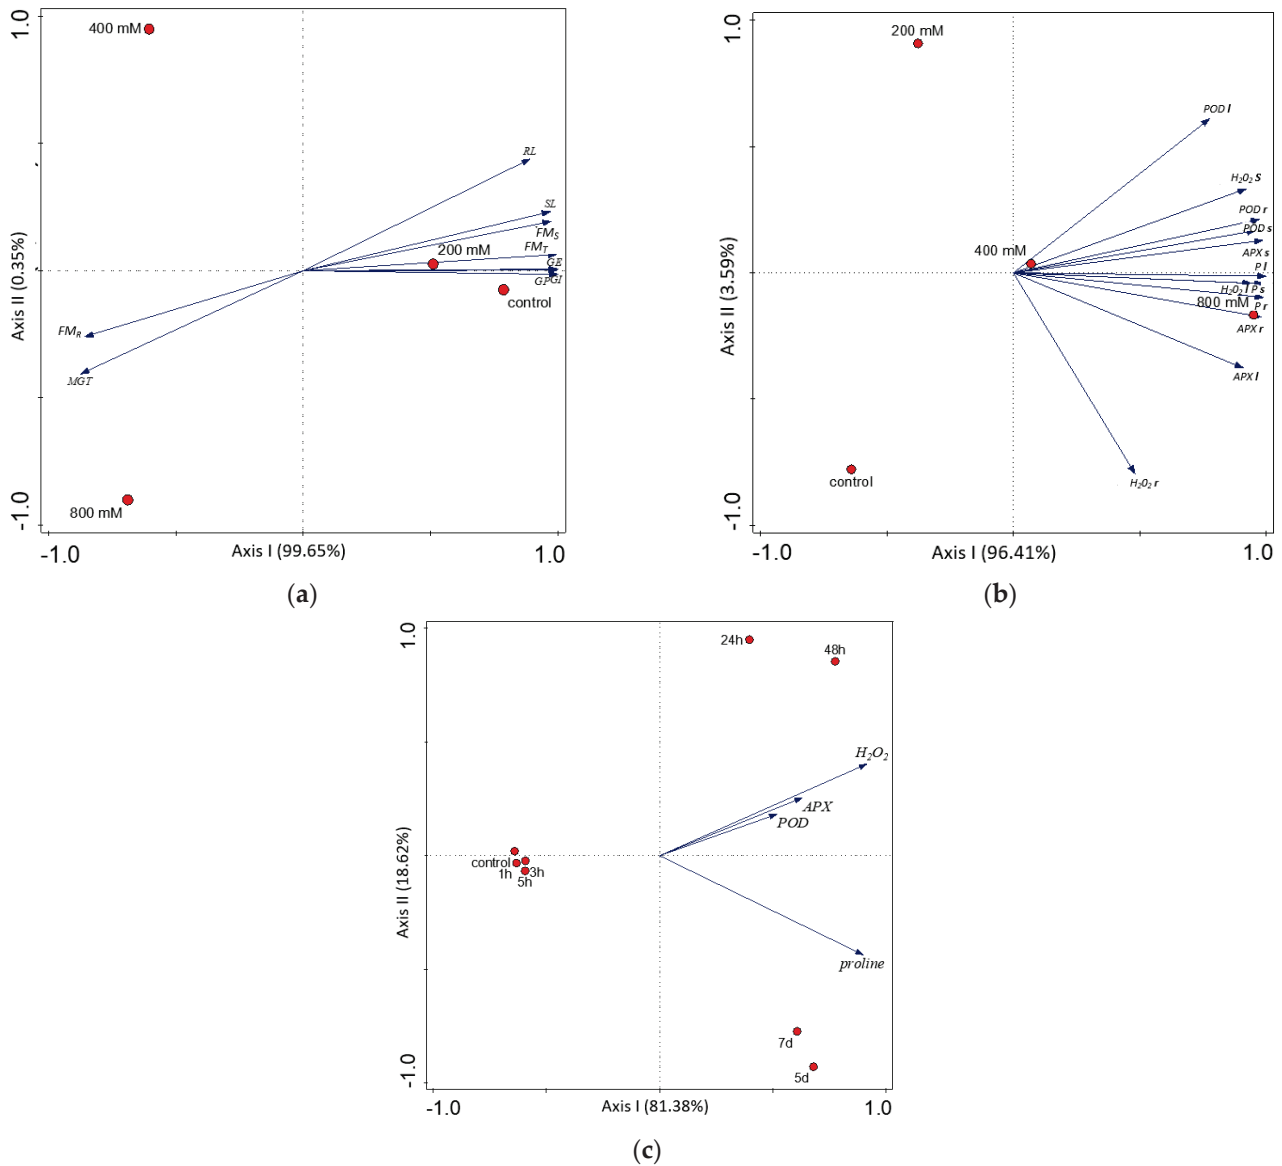 1.0
400 mM
RL
SL
FM_S
FM_T
200 mM
GE
GPGI
control
Axis II (0.35%)
FM_R
MGT
-1.0
800 mM
-1.0
Axis I (99.65%)
1.0
(a)
1.0
200 mM
POD l
H₂O₂ S
POD r
POD s
400 mM
APX s
P l
H₂O₂ l P s
800 mM
P r
APX r
Axis II (3.59%)
APX l
control
H₂O₂ r
-1.0
-1.0
Axis I (96.41%)
1.0
(b)
1.0
24h
48h
H₂O₂
APX
POD
control
1h
3h
5h
Axis II (18.62%)
proline
7d
5d
-1.0
-1.0
Axis I (81.38%)
1.0
(c)